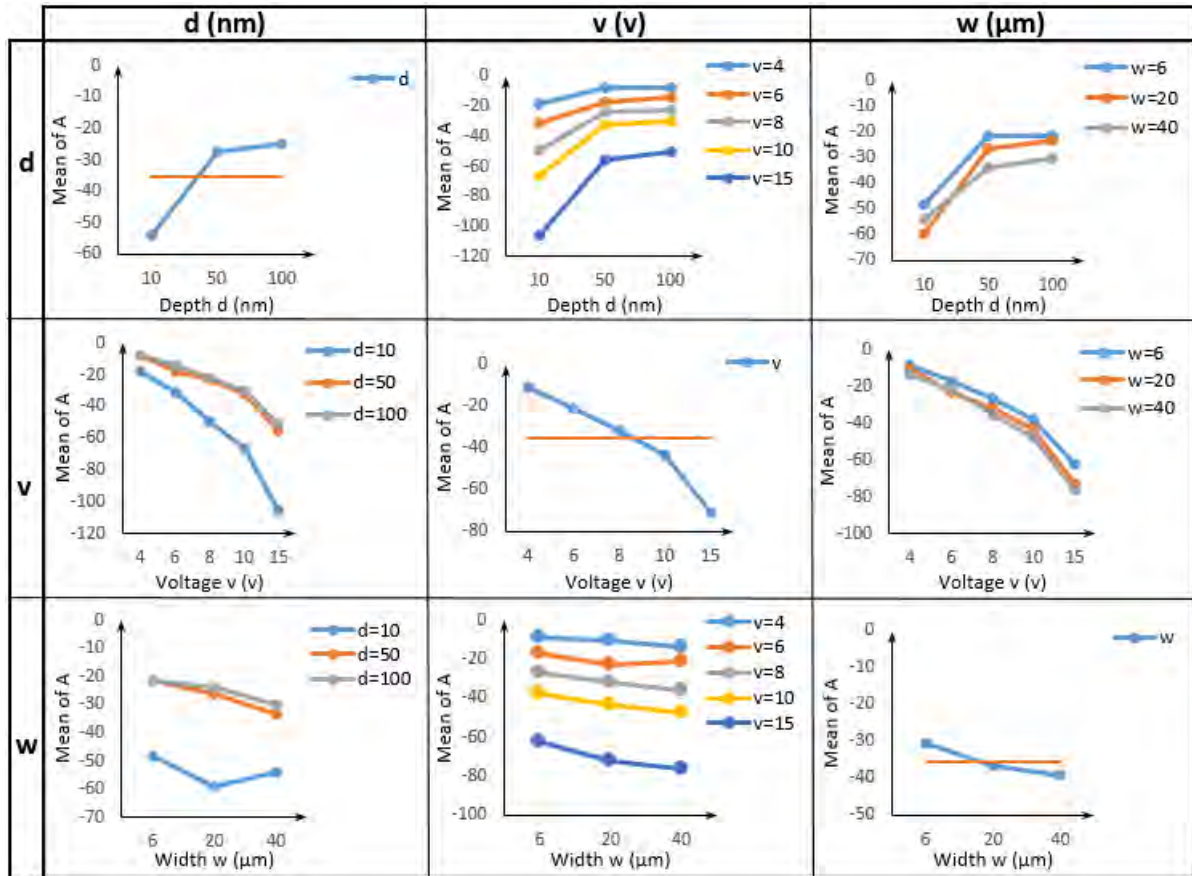 d (nm)
v (v)
w (µm)
d
0
-10
-20
-30
-40
-50
-60
Mean of A
10
50
100
Depth d (nm)
d
0
-20
-40
-60
-80
-100
-120
Mean of A
10
50
100
Depth d (nm)
v=4
v=6
v=8
v=10
v=15
0
-10
-20
-30
-40
-50
-60
-70
Mean of A
10
50
100
Depth d (nm)
w=6
w=20
w=40
v
0
-20
-40
-60
-80
-100
-120
Mean of A
4
6
8
10
15
Voltage v (v)
d=10
d=50
d=100
0
-20
-40
-60
-80
Mean of A
4
6
8
10
15
Voltage v (v)
v
0
-20
-40
-60
-80
-100
Mean of A
4
6
8
10
15
Voltage v (v)
w=6
w=20
w=40
w
0
-10
-20
-30
-40
-50
-60
-70
Mean of A
6
20
40
Width w (µm)
d=10
d=50
d=100
0
-20
-40
-60
-80
-100
Mean of A
6
20
40
Width w (µm)
v=4
v=6
v=8
v=10
v=15
0
-10
-20
-30
-40
-50
Mean of A
6
20
40
Width w (µm)
w